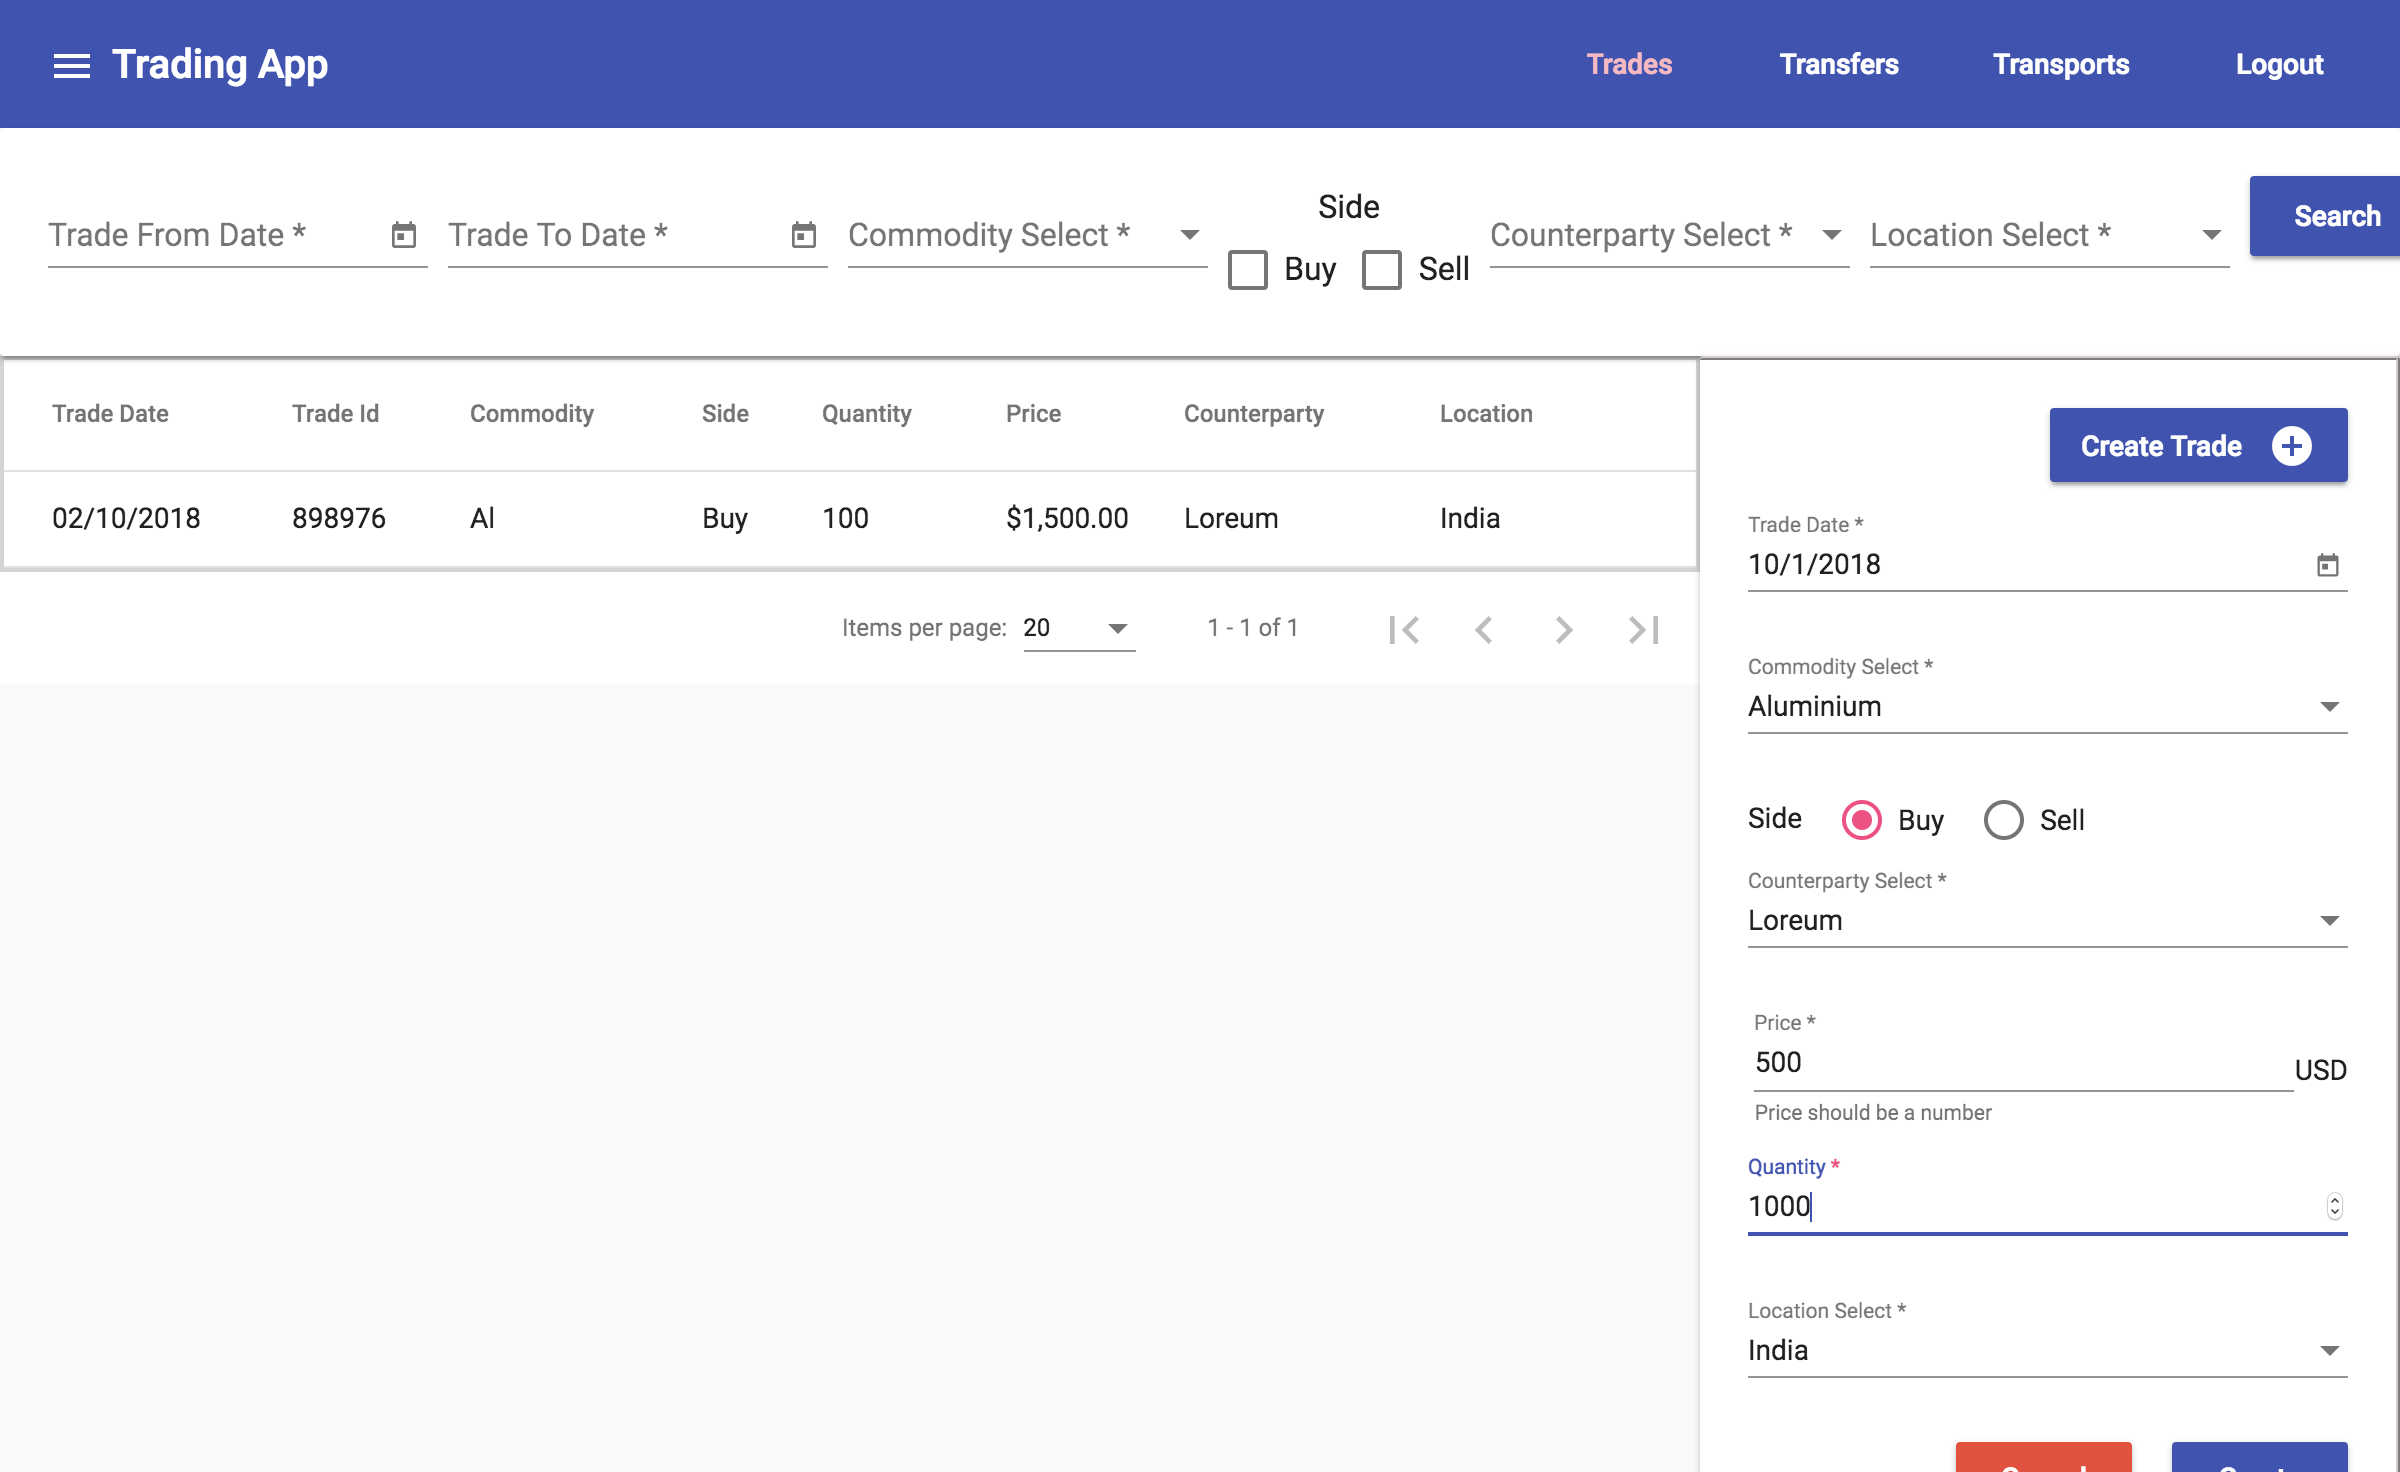 Trading App
Trades Transfers Transports Logout
Trade From Date *
Trade To Date *
Commodity Select *
Side
Buy Sell
Counterparty Select *
Location Select *
Search
Trade Date Trade Id Commodity Side Quantity Price Counterparty Location
02/10/2018 898976 Al Buy 100 $1,500.00 Loreum India
Items per page: 20 1 - 1 of 1
Create Trade
Trade Date *
10/1/2018
Commodity Select *
Aluminium
Side Buy Sell
Counterparty Select *
Loreum
Price *
500
USD
Price should be a number
Quantity *
1000
Location Select *
India